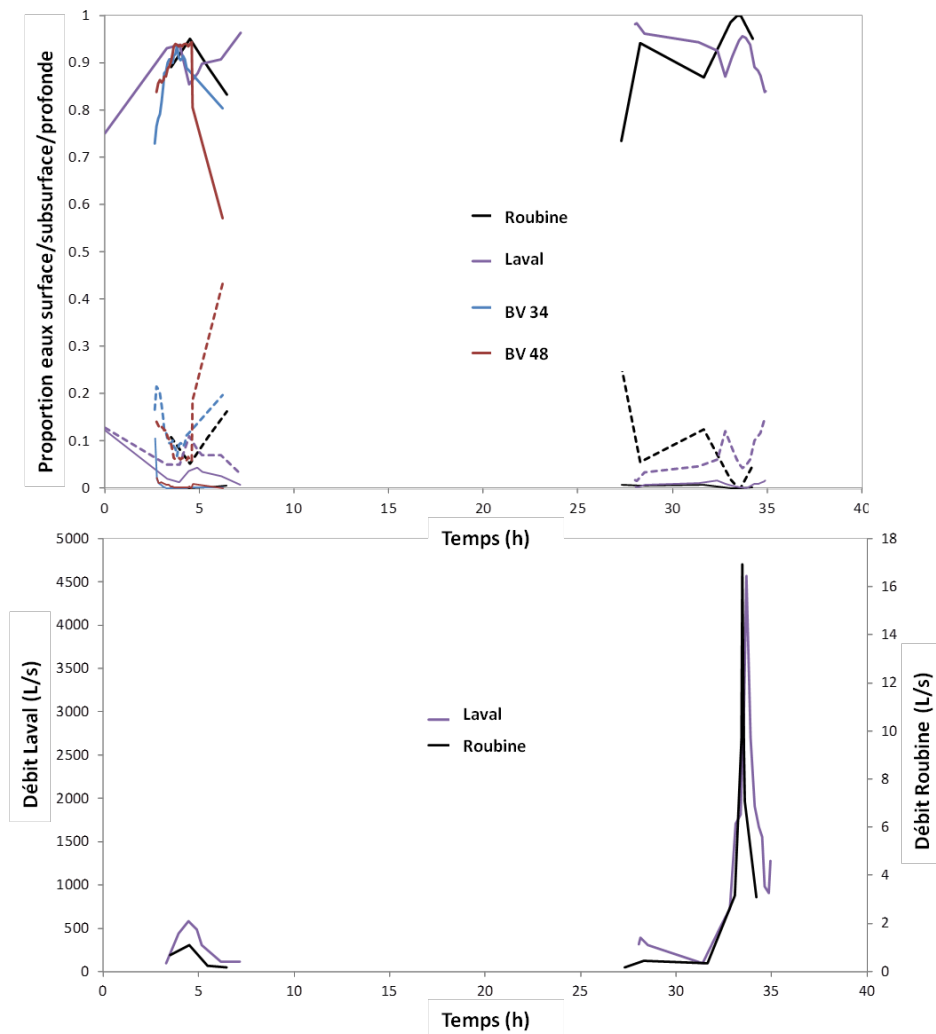 Proportion eaux surface/subsurface/profonde
1
0.9
0.8
0.7
0.6
0.5
0.4
0.3
0.2
0.1
0
Roubine
Laval
BV 34
BV 48
0 5 10 15 20 25 30 35 40
Temps (h)
Débit Laval (L/s)
5000
4500
4000
3500
3000
2500
2000
1500
1000
500
0
Laval
Roubine
18
16
14
12
10
8
6
4
2
0
Débit Roubine (L/s)
0 5 10 15 20 25 30 35 40
Temps (h)